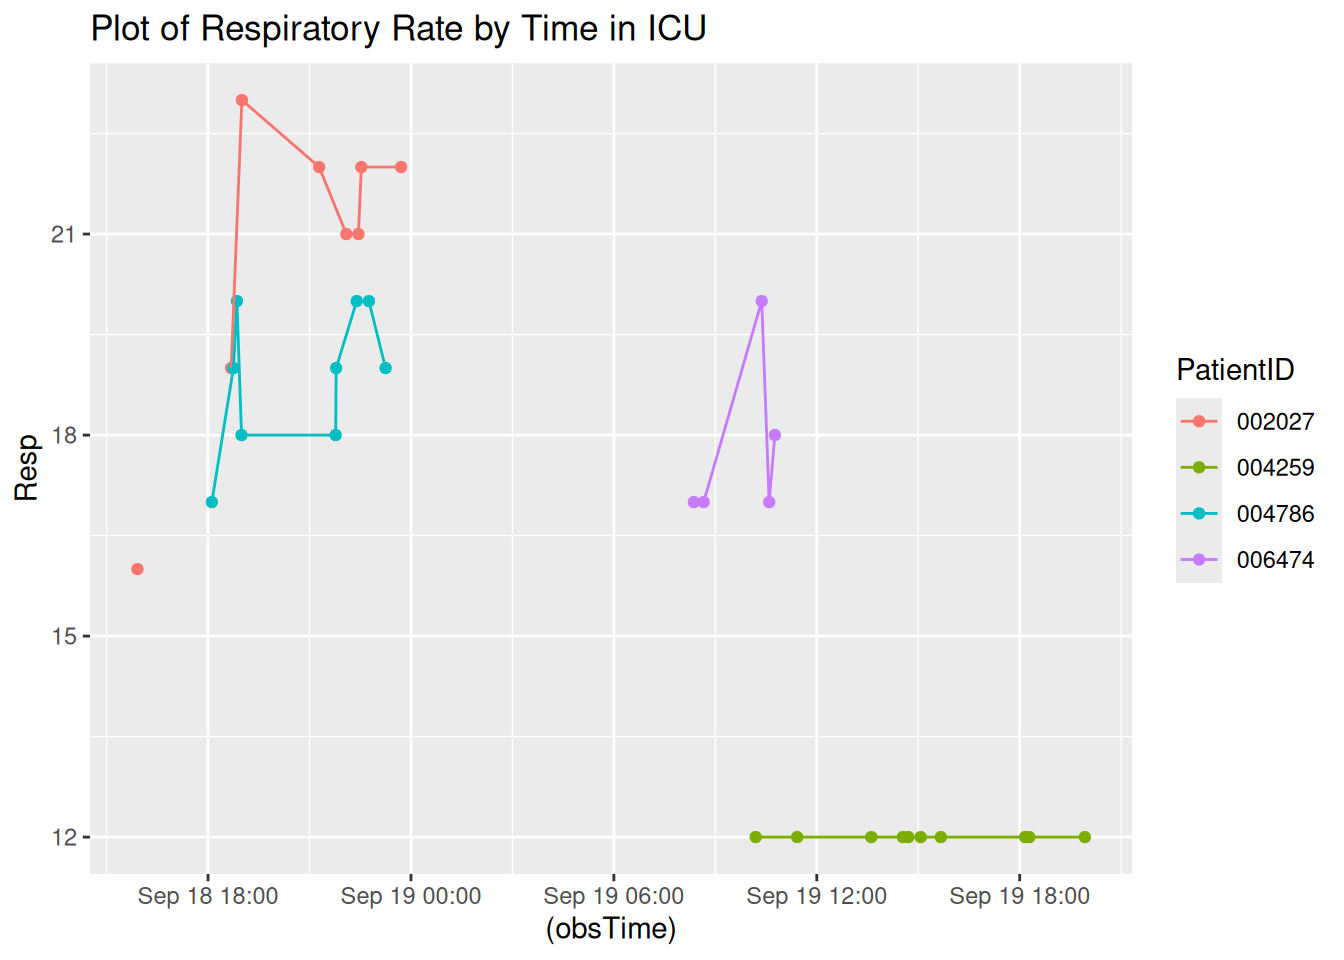 Plot of Respiratory Rate by Time in ICU
Resp
21
18
15
12
Sep 18 18:00
Sep 19 00:00
Sep 19 06:00
Sep 19 12:00
Sep 19 18:00
(obsTime)
PatientID
002027
004259
004786
006474